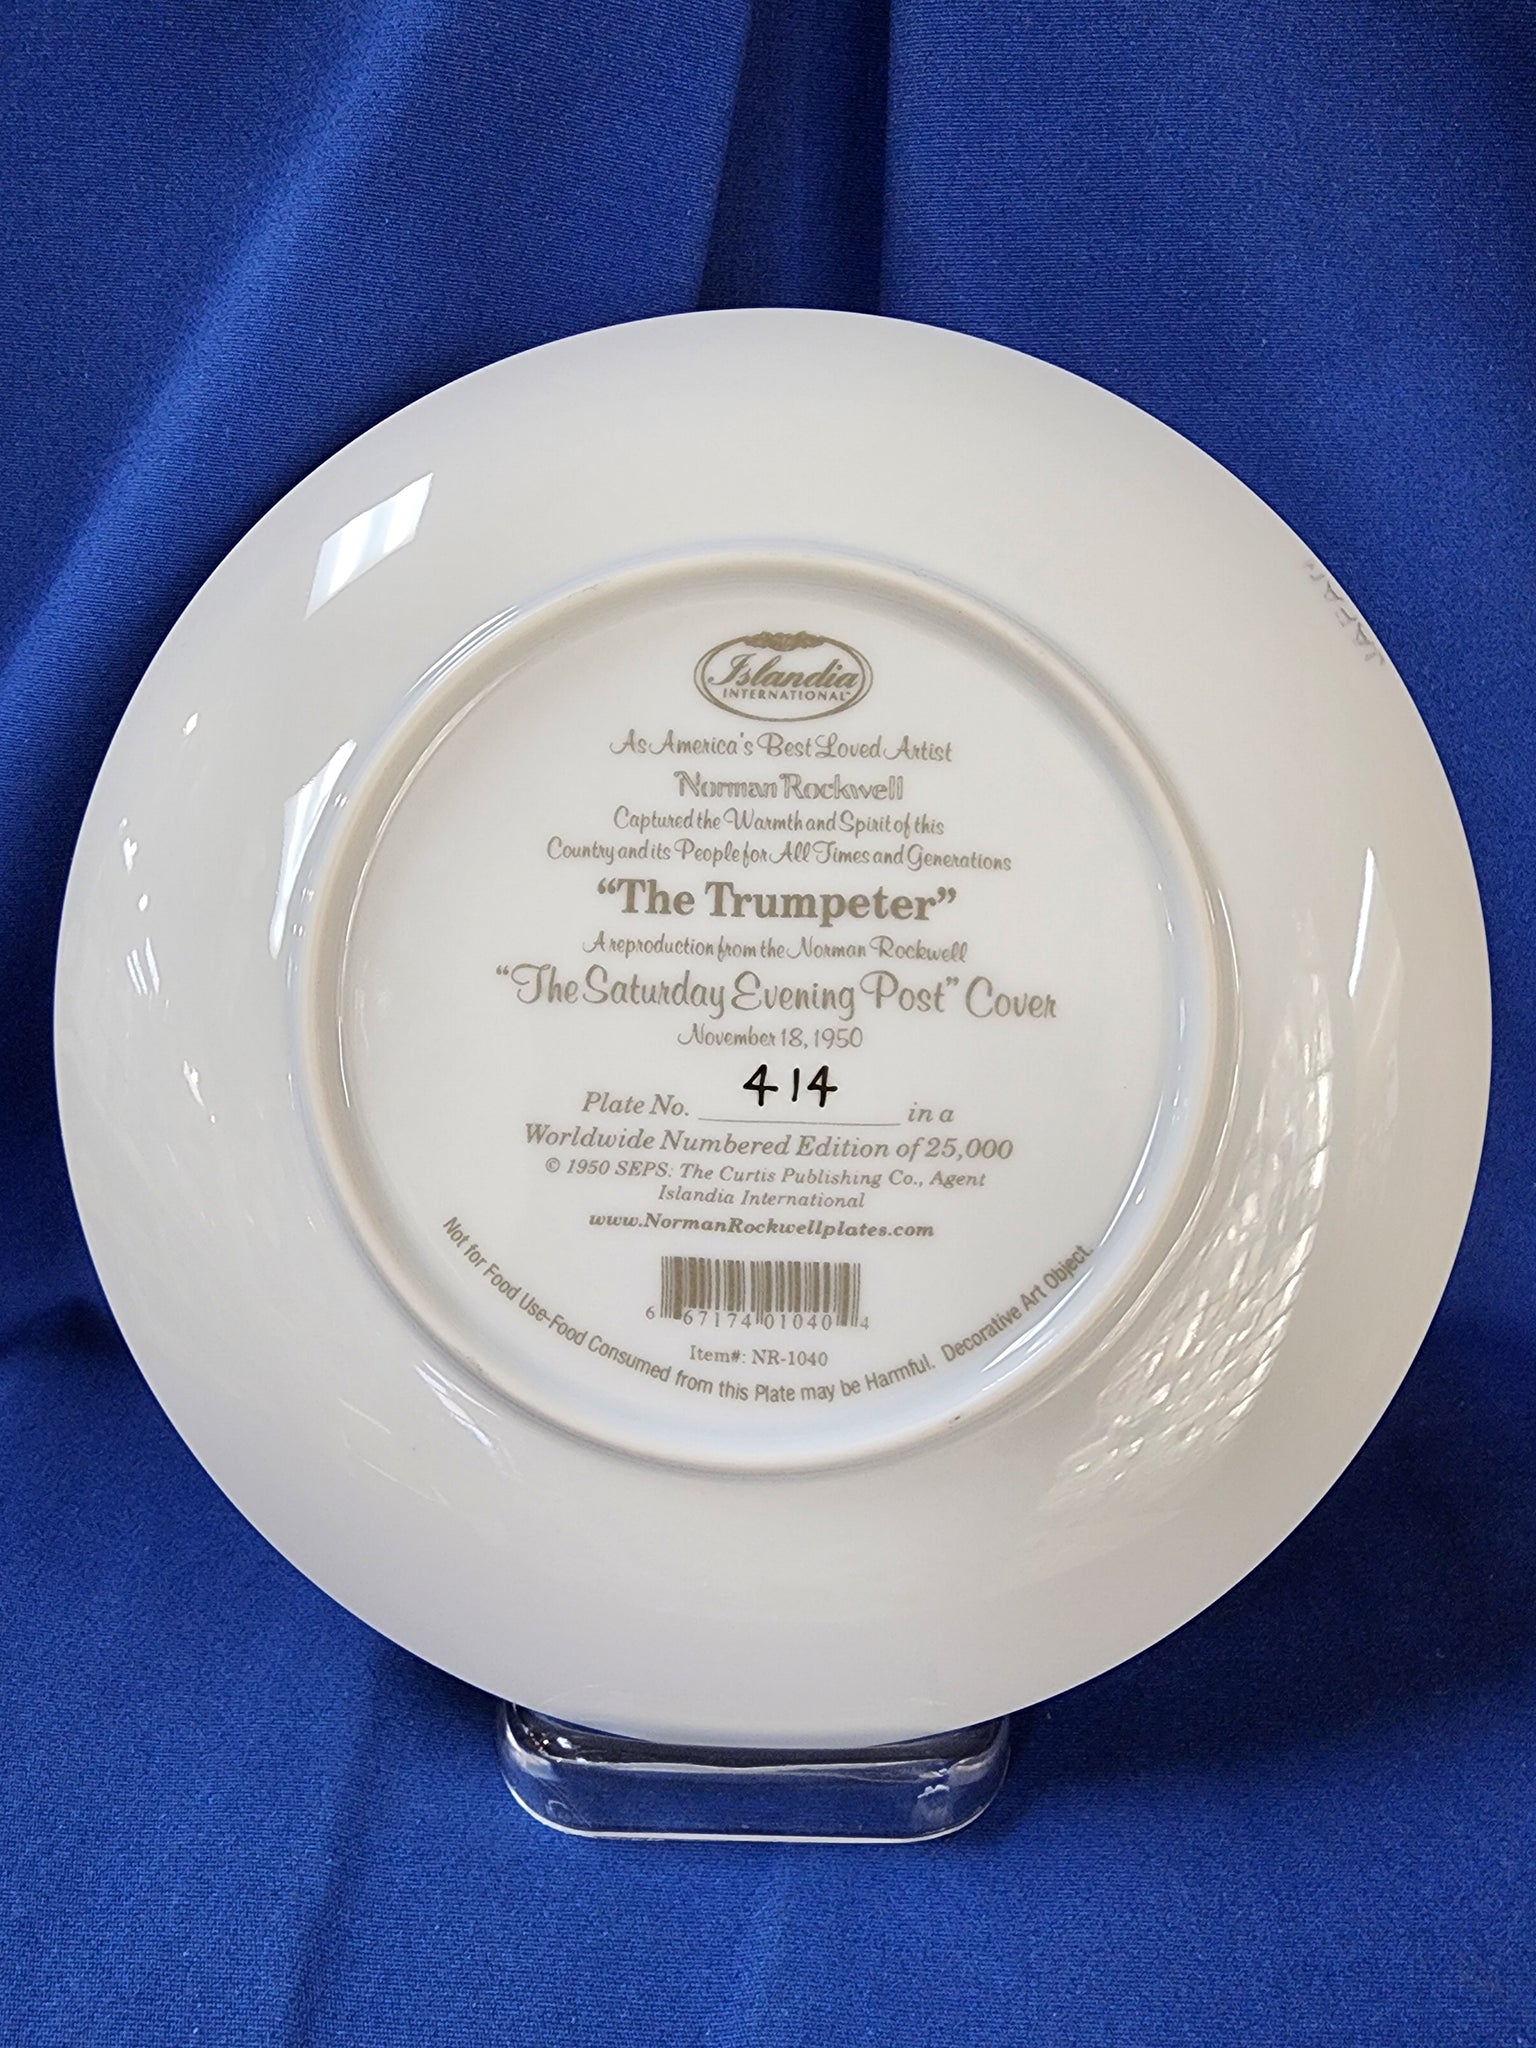 Islandia
INTERNATIONAL™
As America's Best Loved Artist
Norman Rockwell
Captured the Warmth and Spirit of this
Country and its People for All Times and Generations
"The Trumpeter"
A reproduction from the Norman Rockwell
"The Saturday Evening Post" Cover
November 18, 1950
Plate No. 414 in a
Worldwide Numbered Edition of 25,000
© 1950 SEPS: The Curtis Publishing Co., Agent
Islandia International
www.NormanRockwellplates.com
6 67174 01040 4
Item#: NR-1040
Not for Food Use-Food Consumed from this Plate may be Harmful. Decorative Art Object.
JAPAN